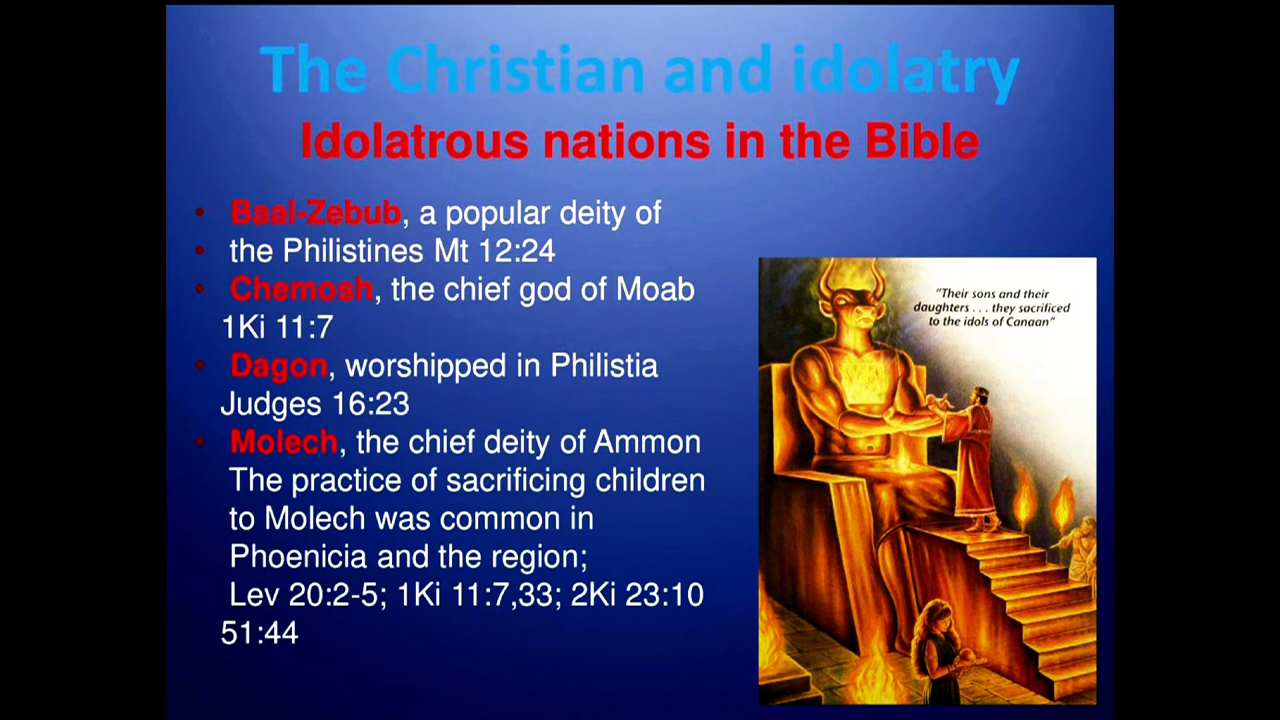 The Christian and idolatry
Idolatrous nations in the Bible
• Baal-Zebub, a popular deity of
• the Philistines Mt 12:24
• Chemosh, the chief god of Moab
1Ki 11:7
• Dagon, worshipped in Philistia
Judges 16:23
• Molech, the chief deity of Ammon
The practice of sacrificing children
to Molech was common in
Phoenicia and the region;
Lev 20:2-5; 1Ki 11:7,33; 2Ki 23:10
51:44
"Their sons and their
daughters . . . they sacrificed
to the idols of Canaan"